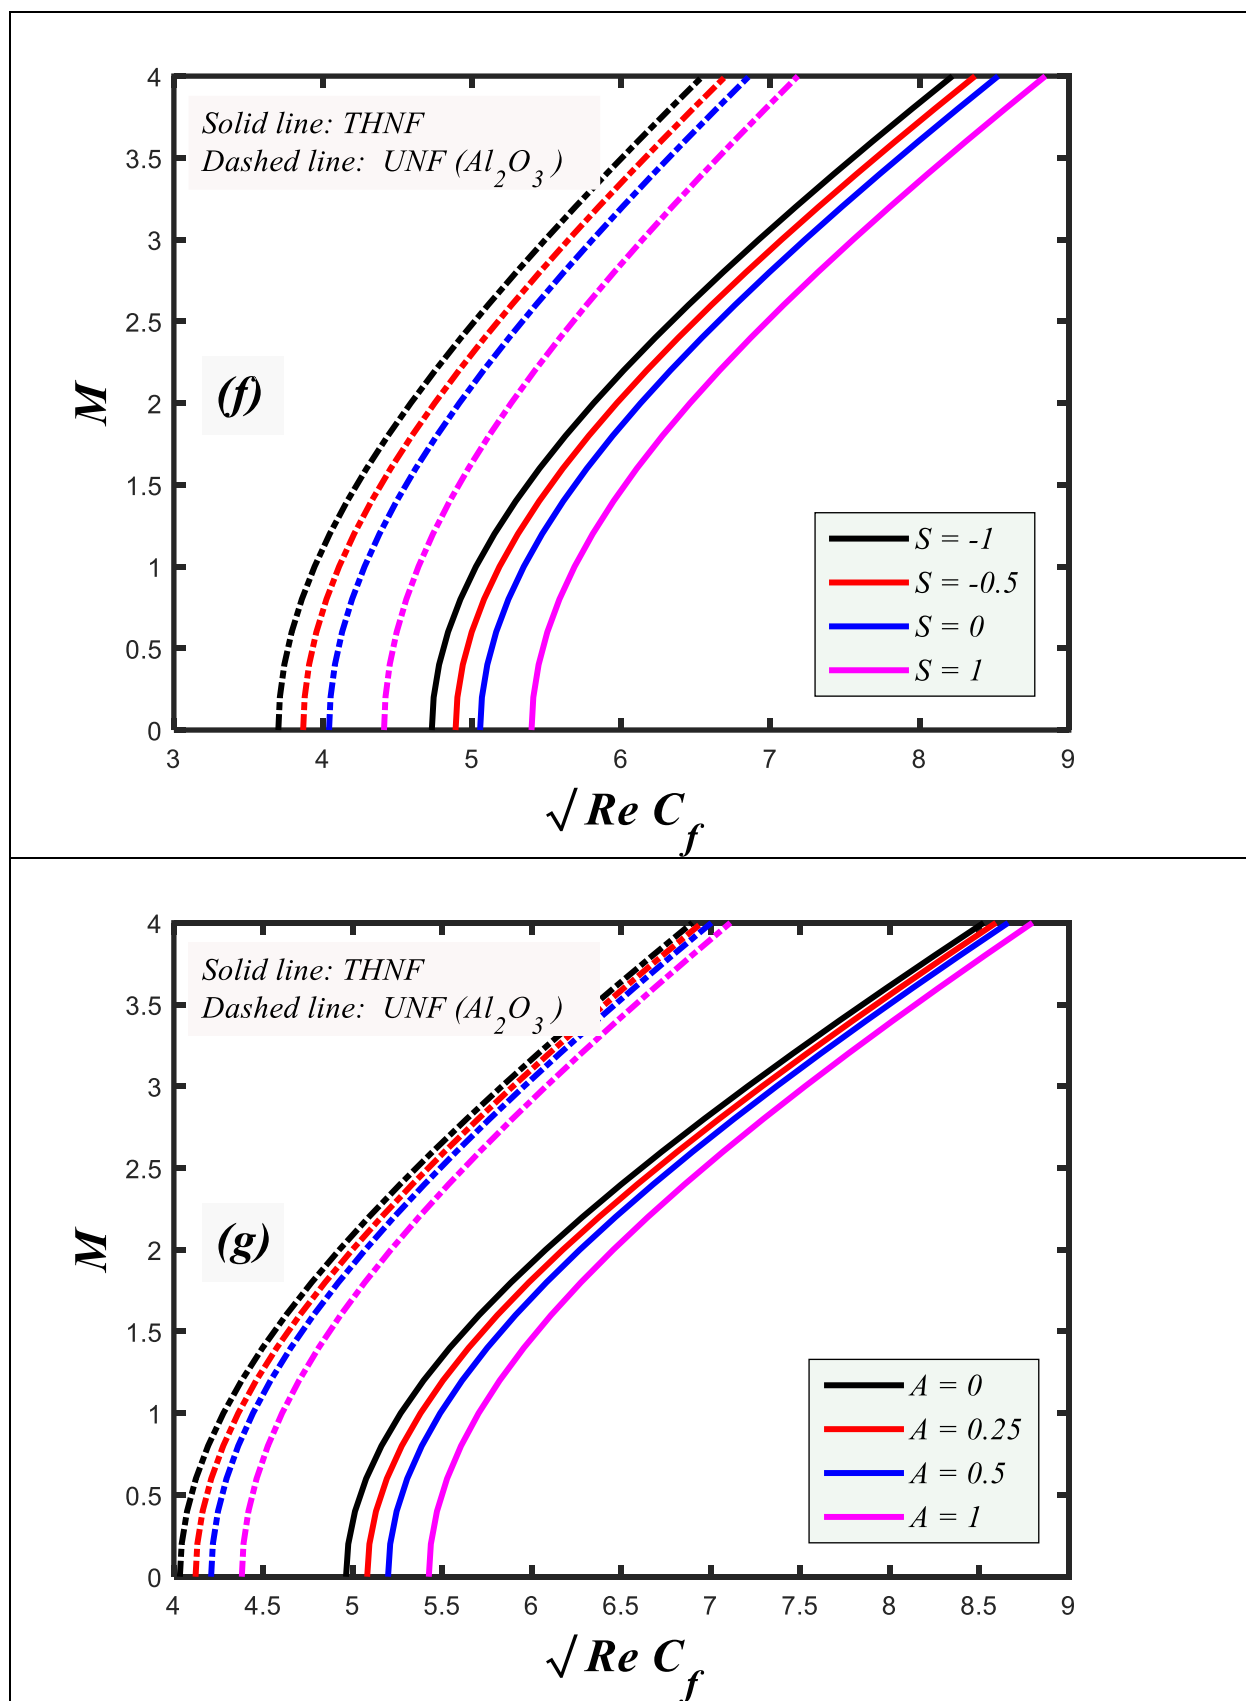 4
3.5
3
2.5
2
1.5
1
0.5
0
M
Solid line: THNF
Dashed line: UNF (Al2O3)
(f)
S = -1
S = -0.5
S = 0
S = 1
3 4 5 6 7 8 9
√ Re Cf
4
3.5
3
2.5
2
1.5
1
0.5
0
M
Solid line: THNF
Dashed line: UNF (Al2O3)
(g)
A = 0
A = 0.25
A = 0.5
A = 1
4 4.5 5 5.5 6 6.5 7 7.5 8 8.5 9
√ Re Cf